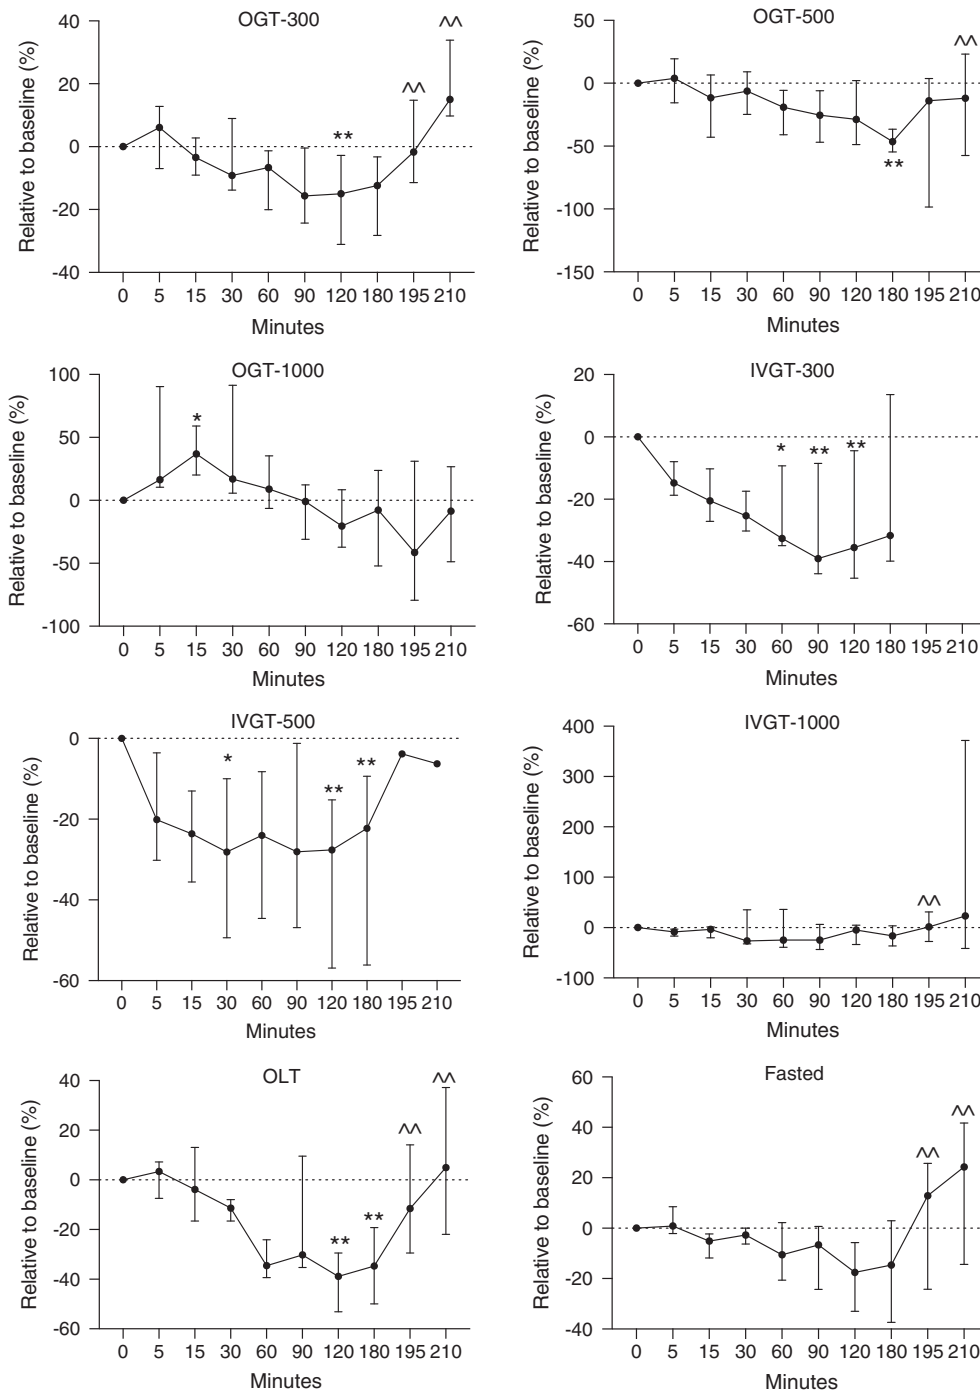 OGT-300
Relative to baseline (%)
40
20
0
-20
-40
^^
^^
**
0 5 15 30 60 90 120 180 195 210
Minutes
OGT-500
Relative to baseline (%)
50
0
-50
-100
-150
^^
**
0 5 15 30 60 90 120 180 195 210
Minutes
OGT-1000
Relative to baseline (%)
100
50
0
-50
-100
*
0 5 15 30 60 90 120 180 195 210
Minutes
IVGT-300
Relative to baseline (%)
20
0
-20
-40
-60
* ** **
0 5 15 30 60 90 120 180 195 210
Minutes
IVGT-500
Relative to baseline (%)
0
-20
-40
-60
* ** **
0 5 15 30 60 90 120 180 195 210
Minutes
IVGT-1000
Relative to baseline (%)
400
300
200
100
0
-100
^^
0 5 15 30 60 90 120 180 195 210
Minutes
OLT
Relative to baseline (%)
40
20
0
-20
-40
-60
^^
^^
** **
0 5 15 30 60 90 120 180 195 210
Minutes
Fasted
Relative to baseline (%)
60
40
20
0
-20
-40
^^
^^
0 5 15 30 60 90 120 180 195 210
Minutes